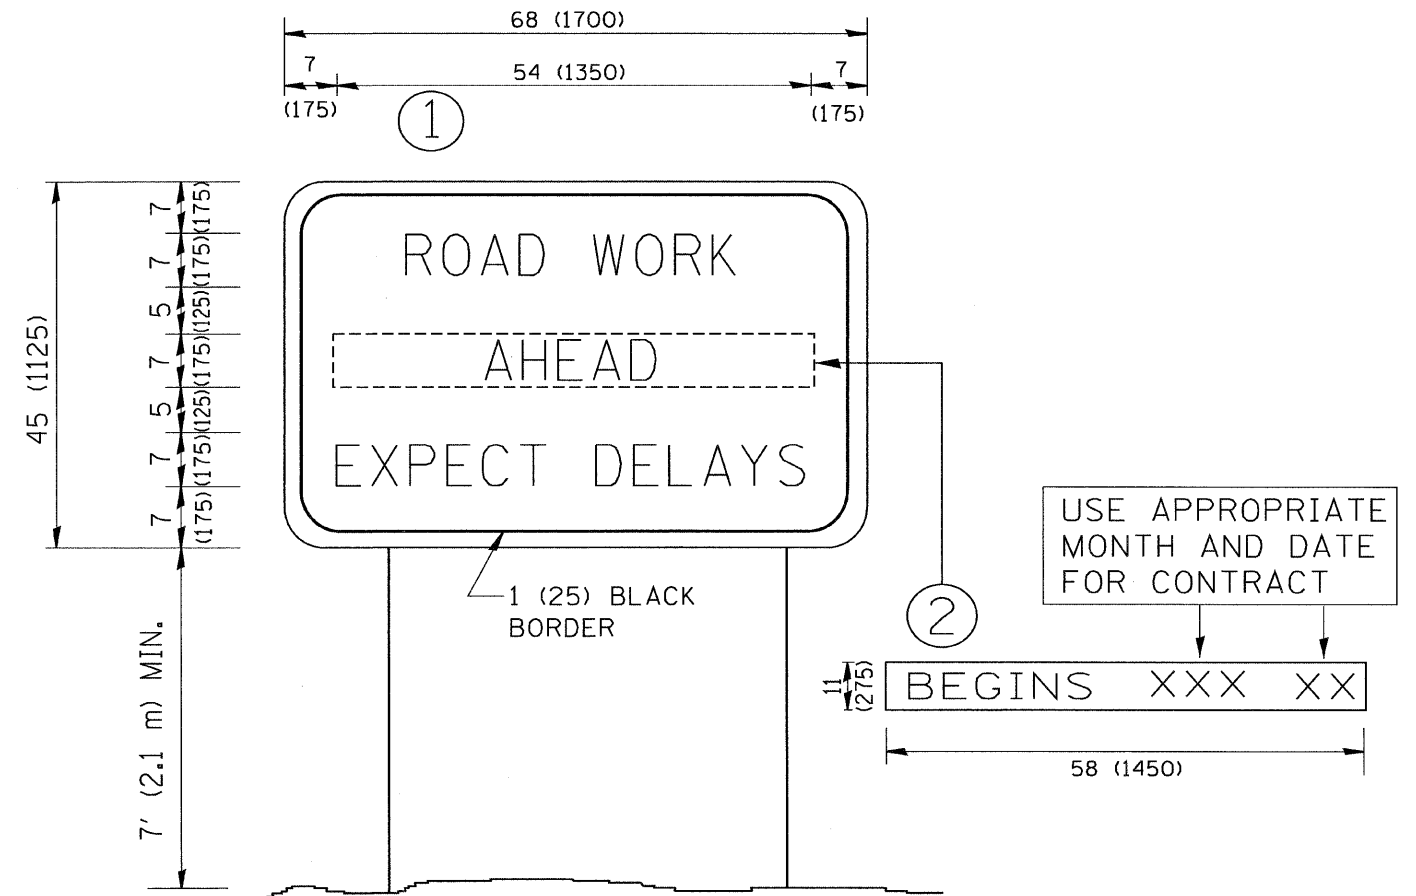 68 (1700)
7
54 (1350)
7
(175)
(175)
1
45 (1125)
7
(175)
7
(175)
5
(125)
7
(175)
5
(125)
7
(175)
7
(175)
ROAD WORK
AHEAD
EXPECT DELAYS
1 (25) BLACK
BORDER
7' (2.1 m) MIN.
USE APPROPRIATE
MONTH AND DATE
FOR CONTRACT
2
11
(275)
BEGINS XXX XX
58 (1450)